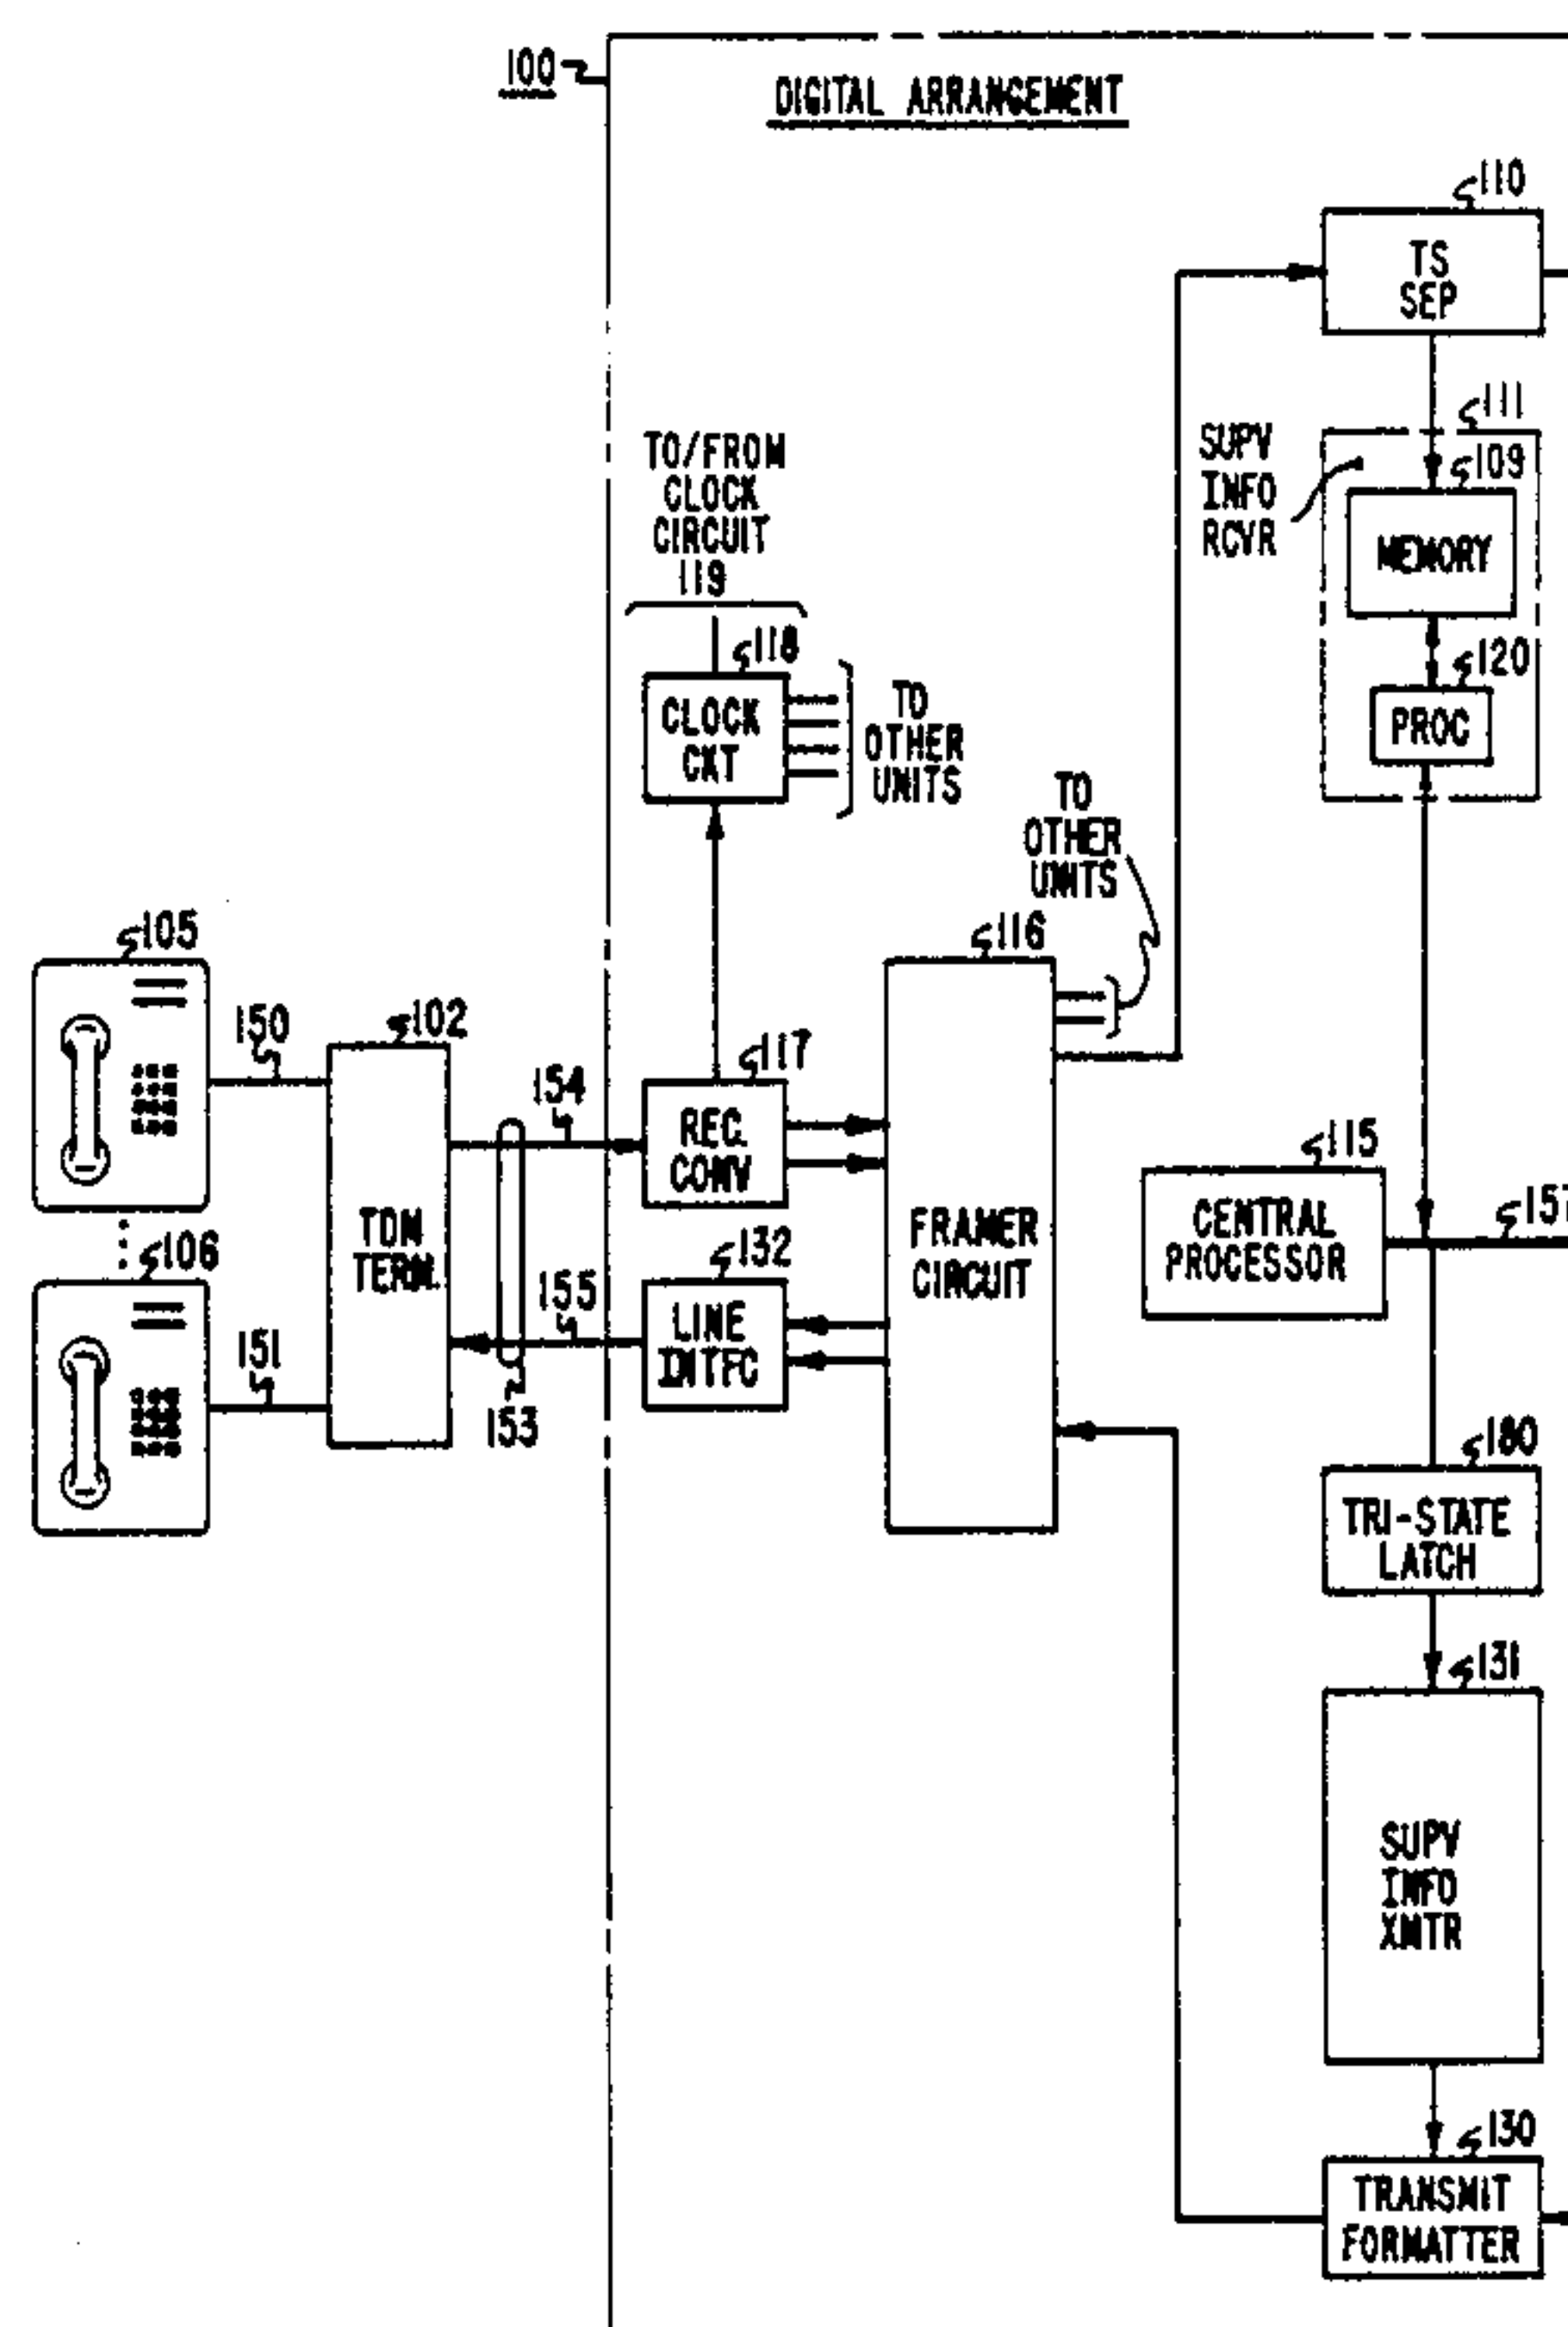 100
DIGITAL ARRANGEMENT
110
TS
SEP
111
SUPV
INFO
RCVR
109
MEMORY
120
PROC
TO/FROM
CLOCK
CIRCUIT
119
118
CLOCK
CKT
TO
OTHER
UNITS
TO
OTHER
UNITS
116
FRAMER
CIRCUIT
105
150
102
TDM
TERM.
154
117
REC.
CONV
115
CENTRAL
PROCESSOR
157
106
151
155
153
132
LINE
INTFC
180
TRI-STATE
LATCH
131
SUPV
INFO
XMTR
130
TRANSMIT
FORMATTER